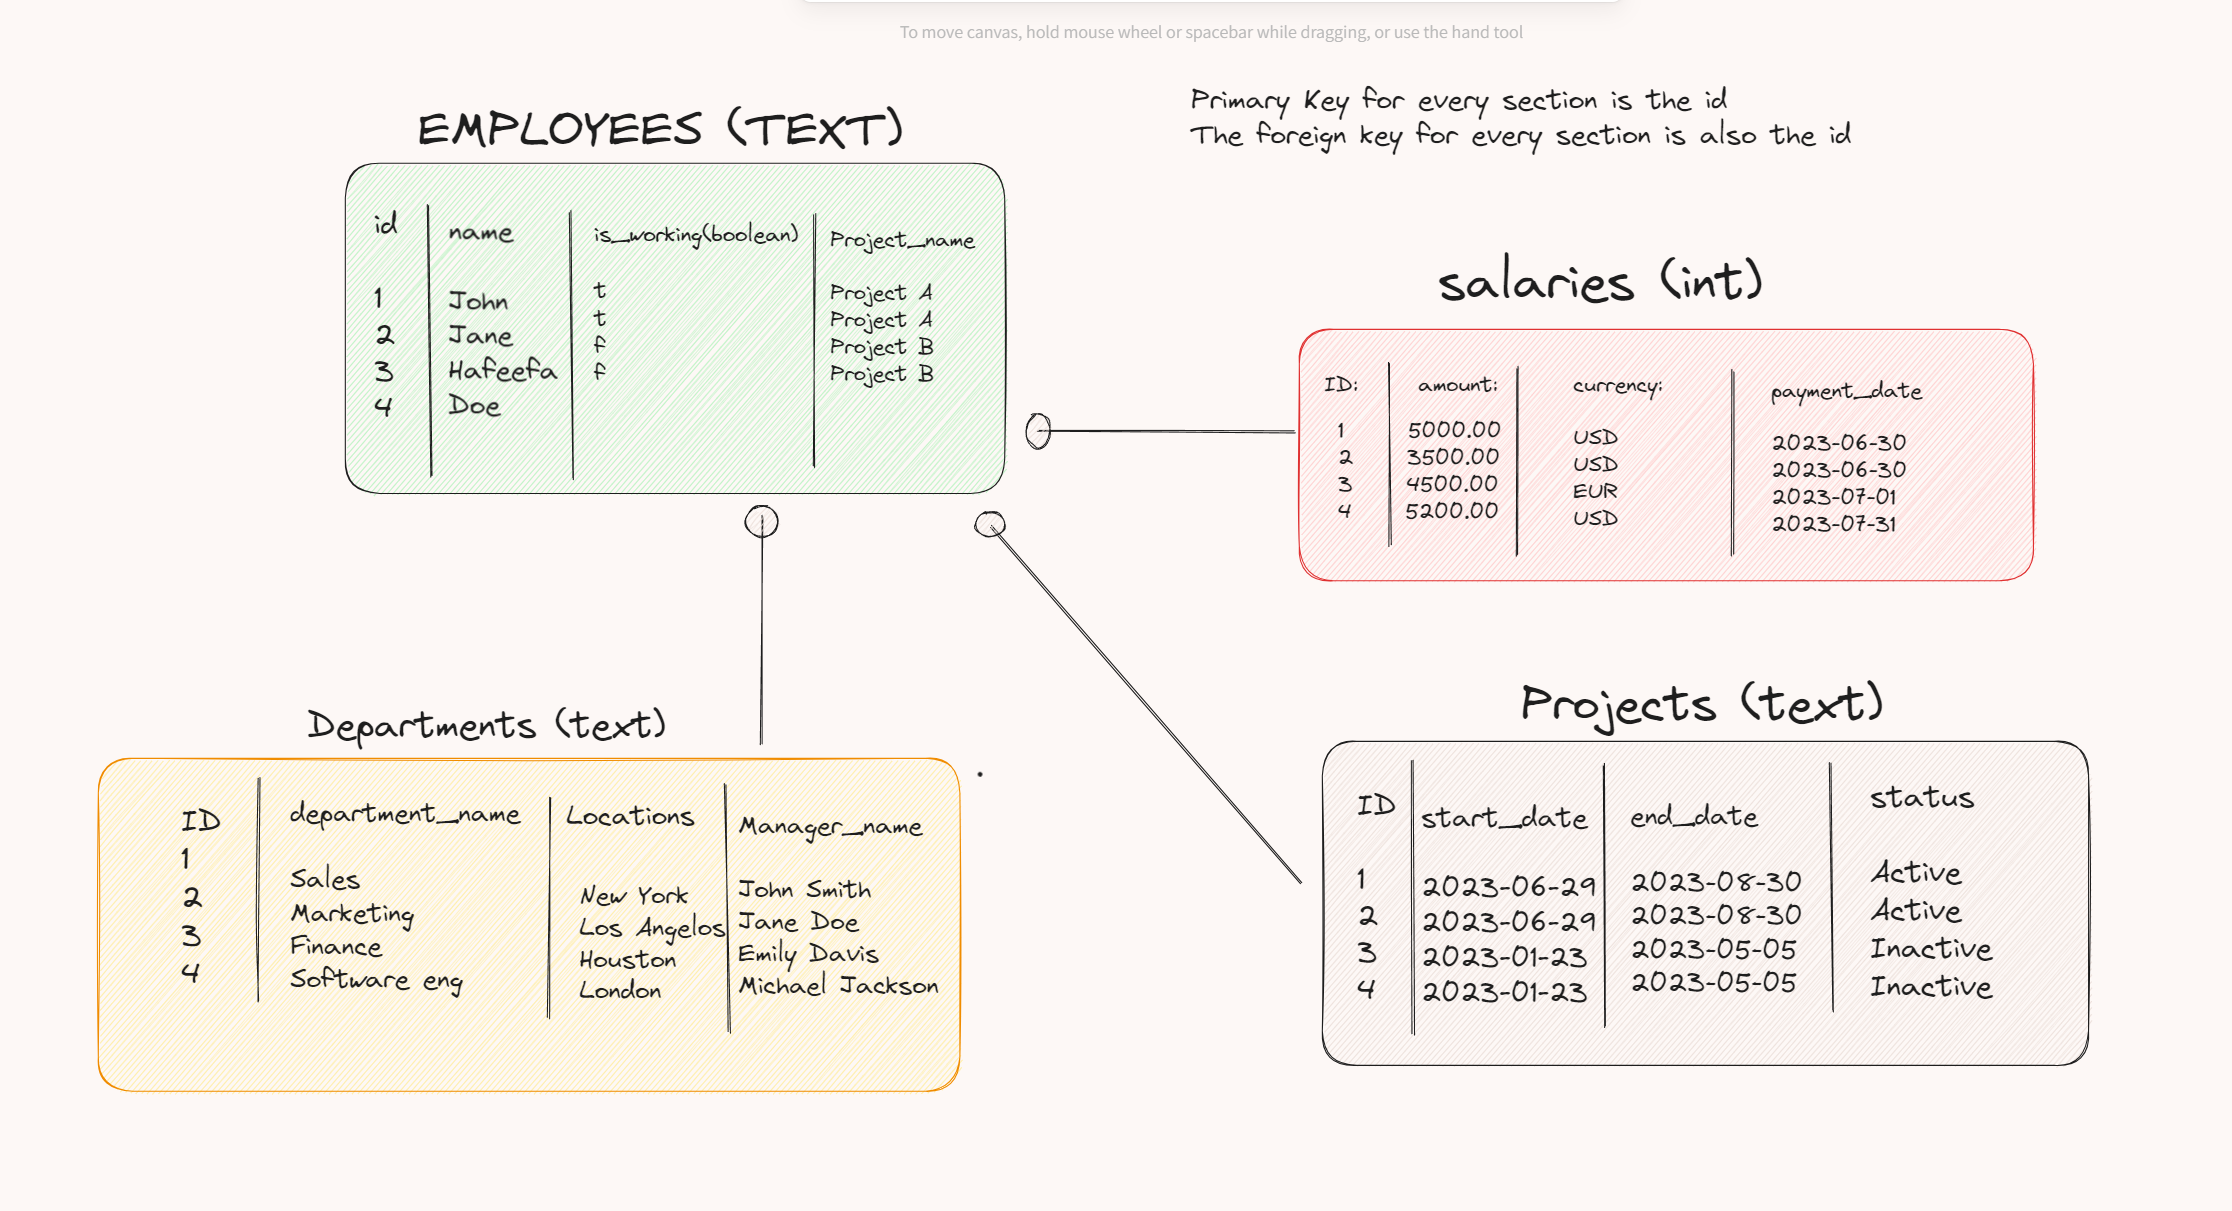 To move canvas, hold mouse wheel or spacebar while dragging, or use the hand tool
Primary Key for every section is the id
The foreign key for every section is also the id
EMPLOYEES (TEXT)
id name is_working(boolean) Project_name
1 John t Project A
2 Jane t Project A
3 Hafeefa f Project B
4 Doe f Project B
salaries (int)
ID: amount: currency: payment_date
1 5000.00 USD 2023-06-30
2 3500.00 USD 2023-06-30
3 4500.00 EUR 2023-07-01
4 5200.00 USD 2023-07-31
Departments (text)
ID department_name Locations Manager_name
1 Sales New York John Smith
2 Marketing Los Angelos Jane Doe
3 Finance Houston Emily Davis
4 Software eng London Michael Jackson
Projects (text)
ID start_date end_date status
1 2023-06-29 2023-08-30 Active
2 2023-06-29 2023-08-30 Active
3 2023-01-23 2023-05-05 Inactive
4 2023-01-23 2023-05-05 Inactive